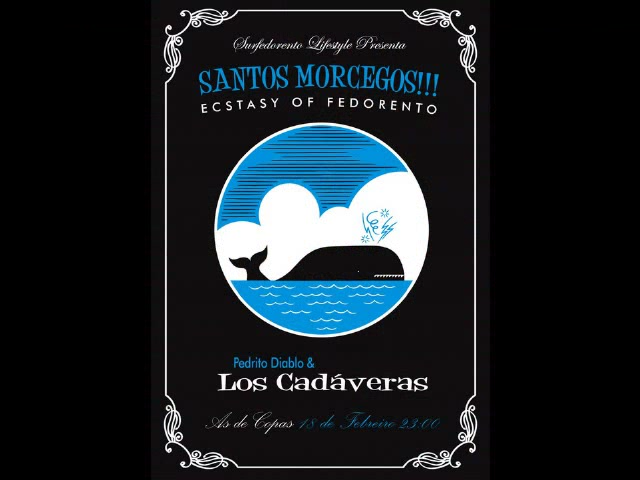 Surfedorento Lifestyle Presenta
SANTOS MORCEGOS!!!
ECSTASY OF FEDORENTO
Pedrito Diablo &
Los Cadáveras
As de Copas 18 de Febreiro 23:00